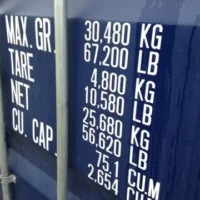 MAX. GR. 30,480 KG
67,200 LB
TARE 4,800 KG
10,580 LB
NET 25,680 KG
56,620 LB
CU. CAP. 75.1 CU.M
2,654 CU